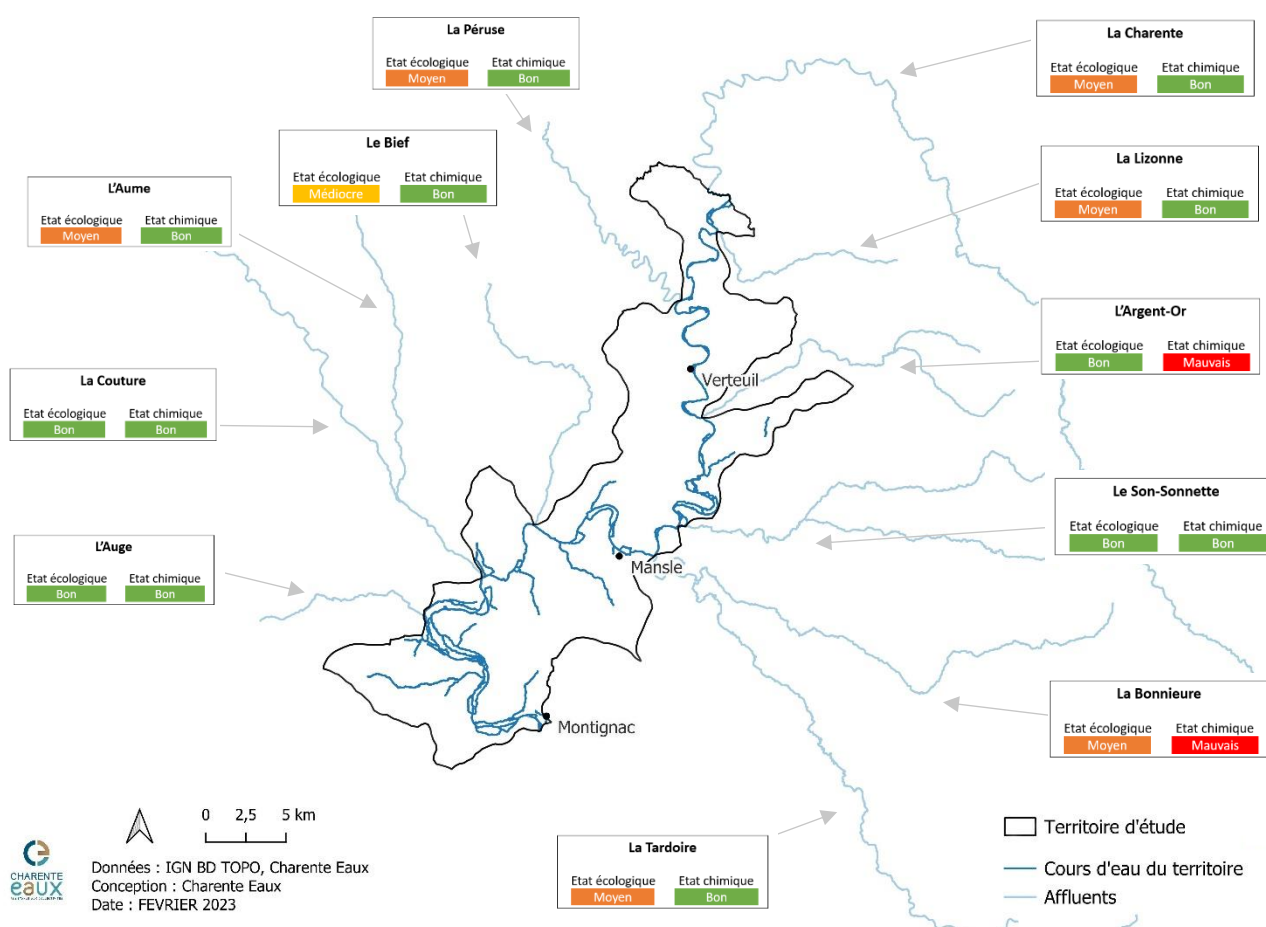 La Péruse
Etat écologique Etat chimique
Moyen Bon
La Charente
Etat écologique Etat chimique
Moyen Bon
Le Bief
Etat écologique Etat chimique
Médiocre Bon
La Lizonne
Etat écologique Etat chimique
Moyen Bon
L'Aume
Etat écologique Etat chimique
Moyen Bon
L'Argent-Or
Etat écologique Etat chimique
Bon Mauvais
Verteuil
La Couture
Etat écologique Etat chimique
Bon Bon
Le Son-Sonnette
Etat écologique Etat chimique
Bon Bon
L'Auge
Etat écologique Etat chimique
Bon Bon
Mansle
La Bonnieure
Etat écologique Etat chimique
Moyen Mauvais
Montignac
La Tardoire
Etat écologique Etat chimique
Moyen Bon
0 2,5 5 km
CHARENTE
eaux
Données : IGN BD TOPO, Charente Eaux
Conception : Charente Eaux
Date : FEVRIER 2023
Territoire d'étude
Cours d'eau du territoire
Affluents